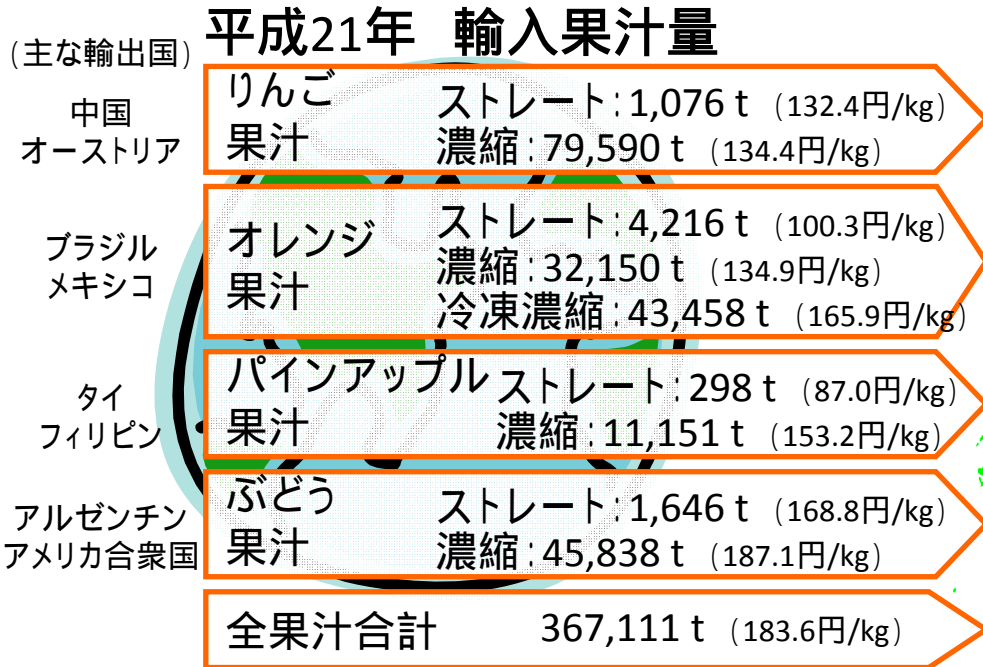 平成21年 輸入果汁量
(主な輸出国)
中国
オーストリア
りんご
果汁
ストレート:1,076 t (132.4円/kg)
濃縮:79,590 t (134.4円/kg)
ブラジル
メキシコ
オレンジ
果汁
ストレート:4,216 t (100.3円/kg)
濃縮:32,150 t (134.9円/kg)
冷凍濃縮:43,458 t (165.9円/kg)
タイ
フィリピン
パインアップル
果汁
ストレート:298 t (87.0円/kg)
濃縮:11,151 t (153.2円/kg)
アルゼンチン
アメリカ合衆国
ぶどう
果汁
ストレート:1,646 t (168.8円/kg)
濃縮:45,838 t (187.1円/kg)
全果汁合計 367,111 t (183.6円/kg)